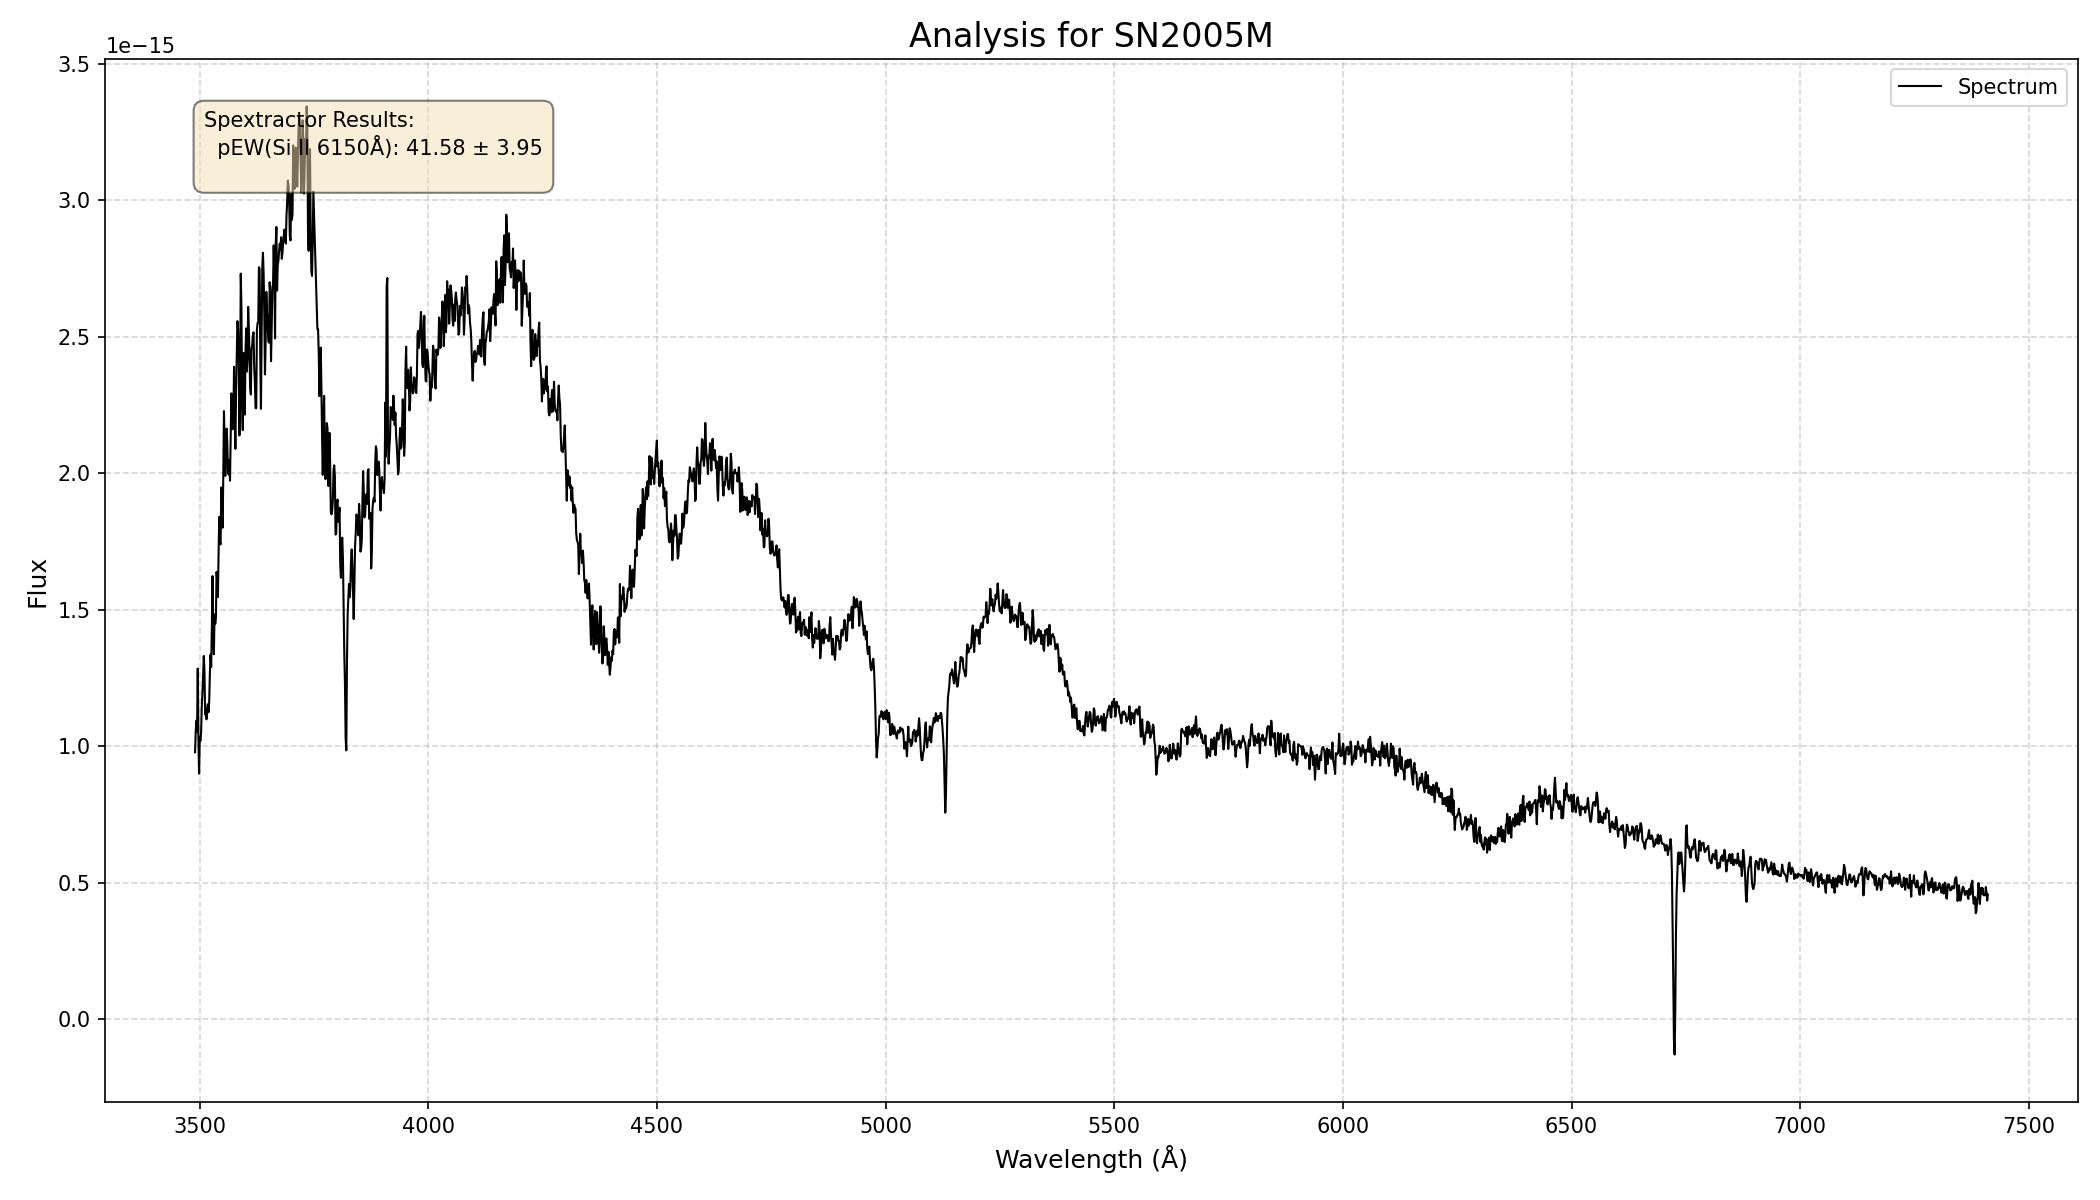 Analysis for SN2005M
1e−15
3.5
3.0
2.5
2.0
1.5
1.0
0.5
0.0
Flux
Spextractor Results:
pEW(Si II 6150Å): 41.58 ± 3.95
Spectrum
3500 4000 4500 5000 5500 6000 6500 7000 7500
Wavelength (Å)